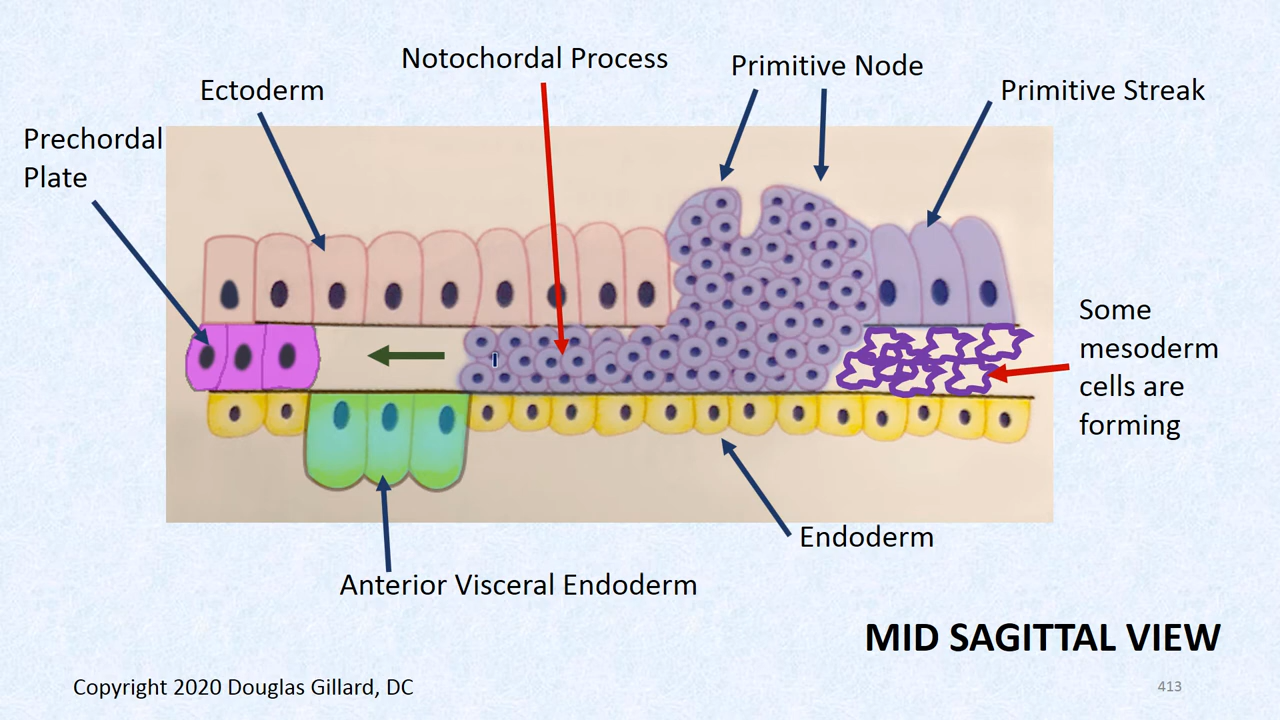 Notochordal Process
Primitive Node
Ectoderm
Primitive Streak
Prechordal
Plate
Some
mesoderm
cells are
forming
Endoderm
Anterior Visceral Endoderm
MID SAGITTAL VIEW
Copyright 2020 Douglas Gillard, DC
413